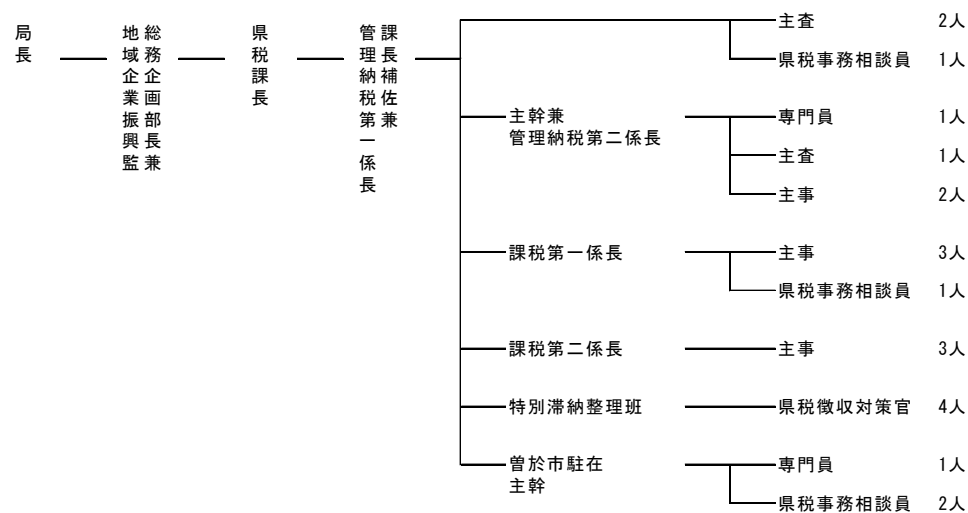 局長
総務企画部長兼
地域企業振興監
県税課長
課長補佐兼
管理納税第一係長
主査 2人
県税事務相談員 1人
主幹兼
管理納税第二係長
専門員 1人
主査 1人
主事 2人
課税第一係長
主事 3人
県税事務相談員 1人
課税第二係長
主事 3人
特別滞納整理班
県税徴収対策官 4人
曽於市駐在
主幹
専門員 1人
県税事務相談員 2人